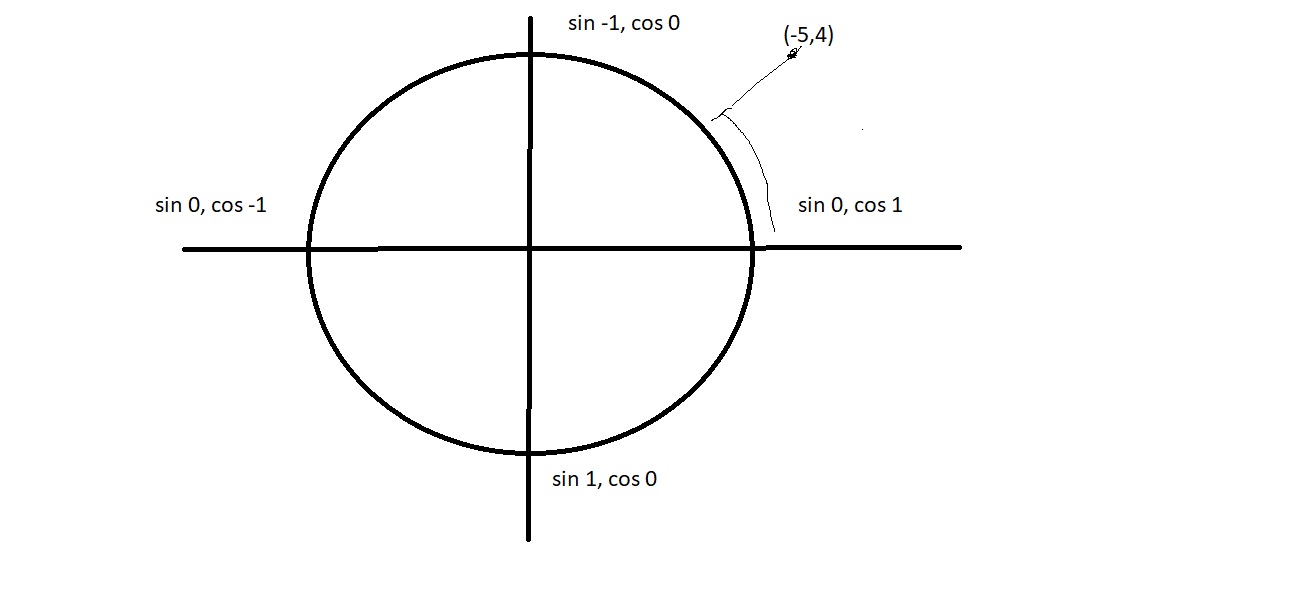 sin -1, cos 0
(-5,4)
sin 0, cos -1
sin 0, cos 1
sin 1, cos 0